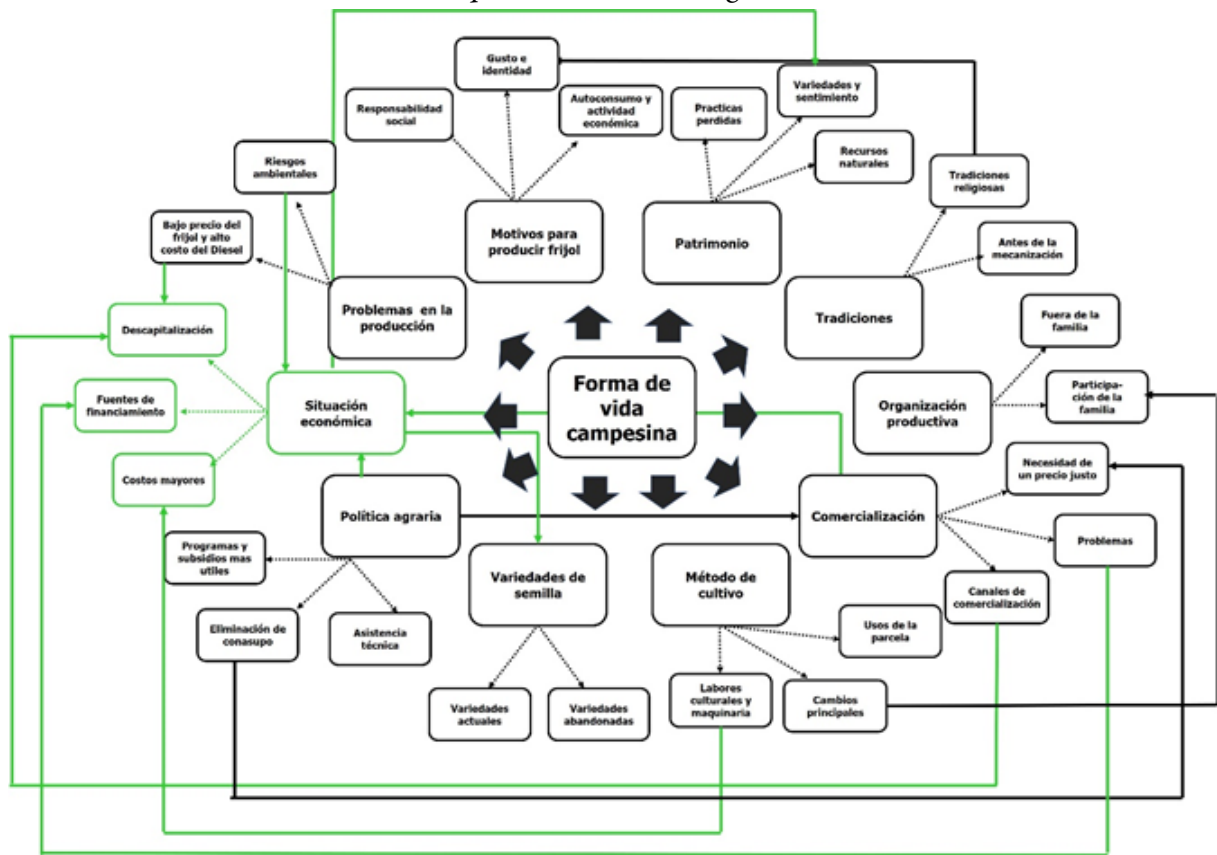 Gusto e
identidad
Variedades y
sentimiento
Autoconsumo y
actividad
económica
Responsabilidad
social
Practicas
perdidas
Recursos
naturales
Riesgos
ambientales
Tradiciones
religiosas
Bajo precio del
frijol y alto
costo del Diesel
Motivos para
producir frijol
Patrimonio
Antes de la
mecanización
Problemas en la
producción
Tradiciones
Descapitalización
Fuera de la
familia
Fuentes de
financiamiento
Situación
económica
Forma de
vida
campesina
Organización
productiva
Participa-
ción de la
familia
Costos mayores
Política agraria
Comercialización
Necesidad de
un precio justo
Problemas
Programas y
subsidios mas
utiles
Variedades de
semilla
Método de
cultivo
Canales de
comercialización
Eliminación de
conasupo
Asistencia
técnica
Usos de la
parcela
Variedades
actuales
Variedades
abandonadas
Labores
culturales y
maquinaria
Cambios
principales